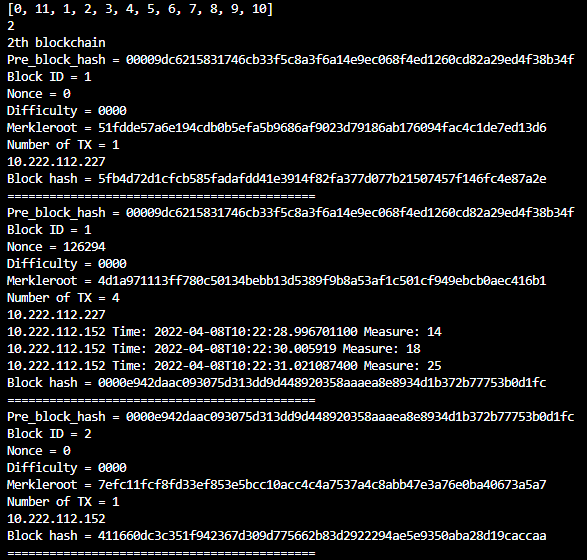 [0, 11, 1, 2, 3, 4, 5, 6, 7, 8, 9, 10]
2
2th blockchain
Pre_block_hash = 00009dc6215831746cb33f5c8a3f6a14e9ec068f4ed1260cd82a29ed4f38b34f
Block ID = 1
Nonce = 0
Difficulty = 0000
Merkleroot = 51fdde57a6e194cdb0b5efa5b9686af9023d79186ab176094fac4c1de7ed13d6
Number of TX = 1
10.222.112.227
Block hash = 5fb4d72d1cfcb585fadafdd41e3914f82fa377d077b21507457f146fc4e87a2e
============================================
Pre_block_hash = 00009dc6215831746cb33f5c8a3f6a14e9ec068f4ed1260cd82a29ed4f38b34f
Block ID = 1
Nonce = 126294
Difficulty = 0000
Merkleroot = 4d1a971113ff780c50134bebb13d5389f9b8a53af1c501cf949ebcb0aec416b1
Number of TX = 4
10.222.112.227
10.222.112.152 Time: 2022-04-08T10:22:28.996701100 Measure: 14
10.222.112.152 Time: 2022-04-08T10:22:30.005919 Measure: 18
10.222.112.152 Time: 2022-04-08T10:22:31.021087400 Measure: 25
Block hash = 0000e942daac093075d313dd9d448920358aaaea8e8934d1b372b77753b0d1fc
============================================
Pre_block_hash = 0000e942daac093075d313dd9d448920358aaaea8e8934d1b372b77753b0d1fc
Block ID = 2
Nonce = 0
Difficulty = 0000
Merkleroot = 7efc11fcf8fd33ef853e5bcc10acc4c4a7537a4c8abb47e3a76e0ba40673a5a7
Number of TX = 1
10.222.112.152
Block hash = 411660dc3c351f942367d309d775662b83d2922294ae5e9350aba28d19caccaa
============================================